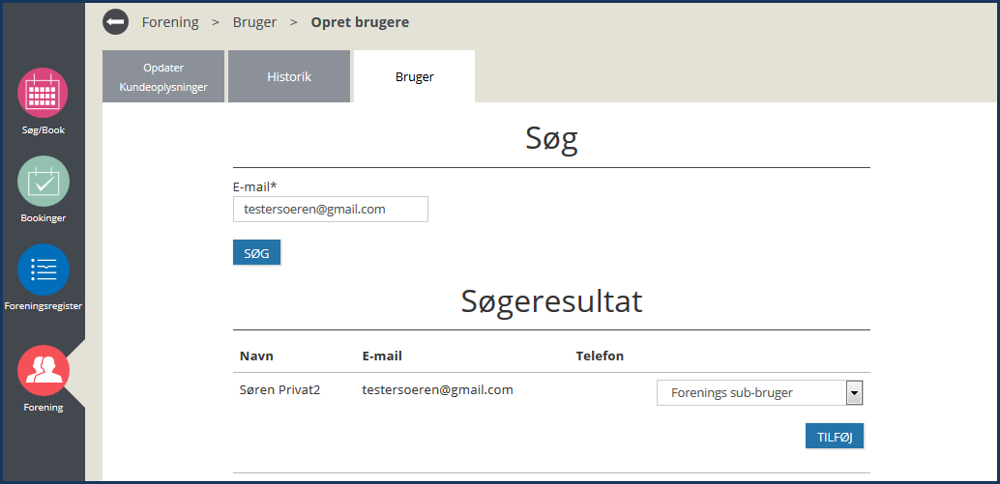 Forening > Bruger > Opret brugere
Søg/Book
Bookinger
Foreningsregister
Forening
Opdater
Kundeoplysninger
Historik
Bruger
Søg
E-mail*
testersoeren@gmail.com
SØG
Søgeresultat
Navn E-mail Telefon
Søren Privat2 testersoeren@gmail.com Forenings sub-bruger
TILFØJ